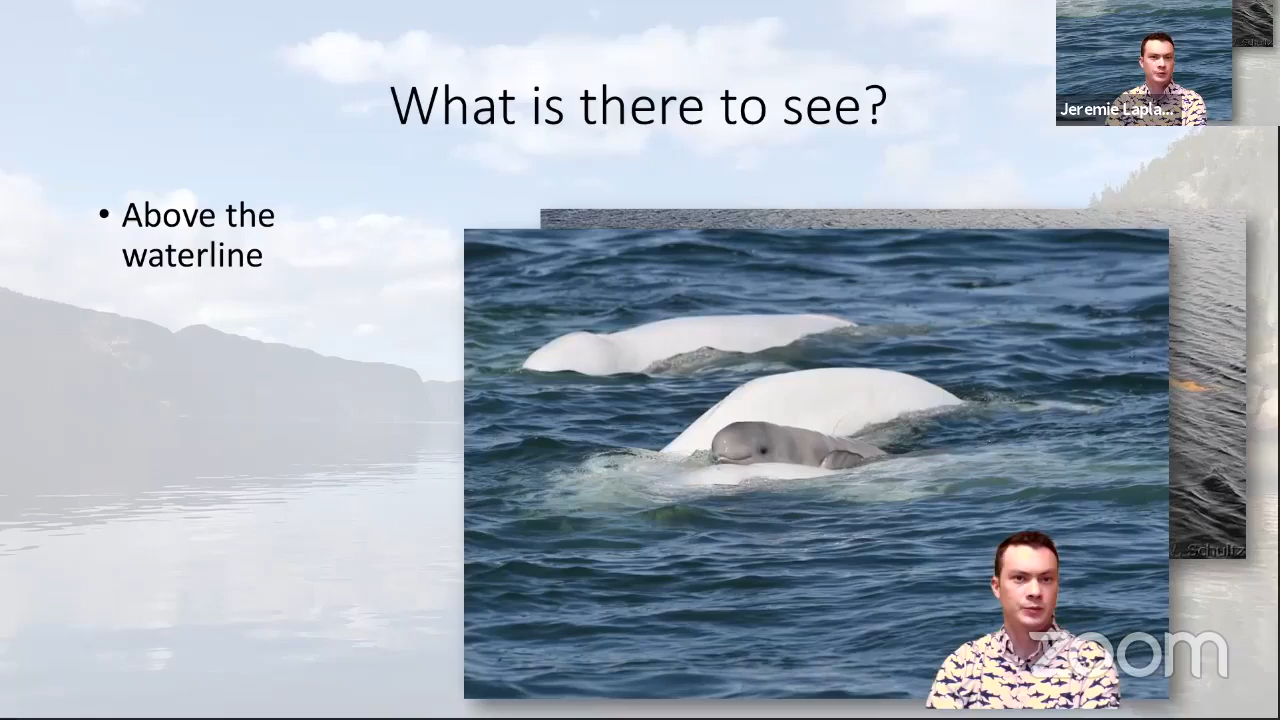 What is there to see?
Jeremie Lapla...
• Above the
waterline
Schultz
zoom